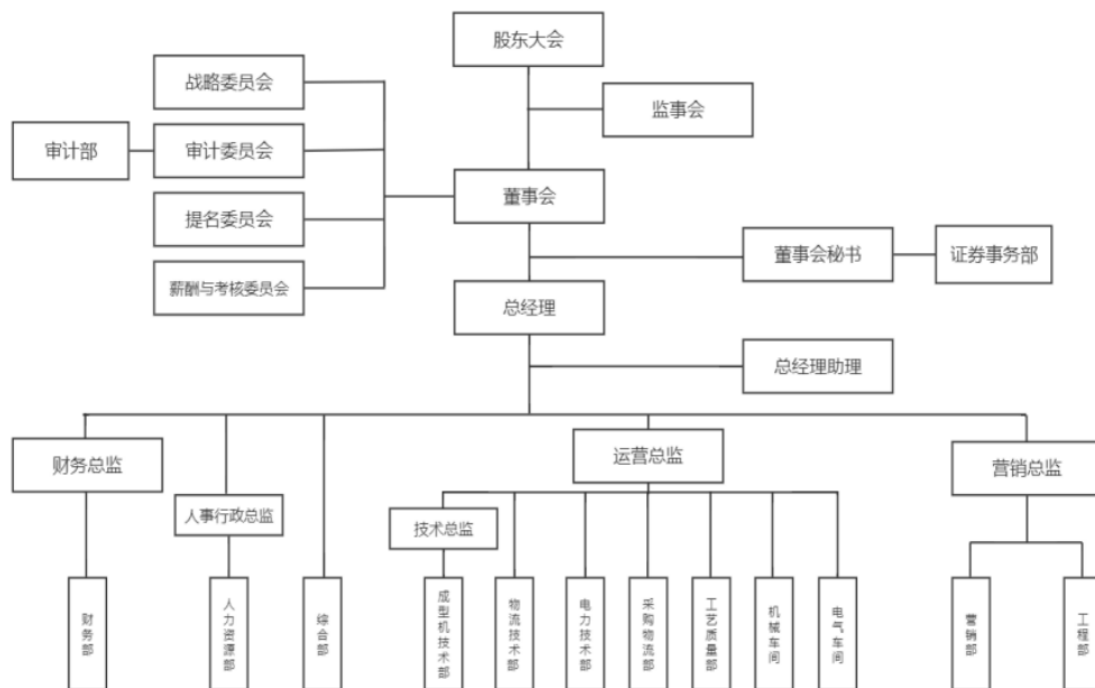 股东大会
战略委员会
监事会
审计部
审计委员会
董事会
提名委员会
董事会秘书
证券事务部
薪酬与考核委员会
总经理
总经理助理
财务总监
运营总监
营销总监
人事行政总监
技术总监
财务部
人力资源部
综合部
成型机技术部
物流技术部
电力技术部
采购物流部
工艺质量部
机械车间
电气车间
营销部
工程部